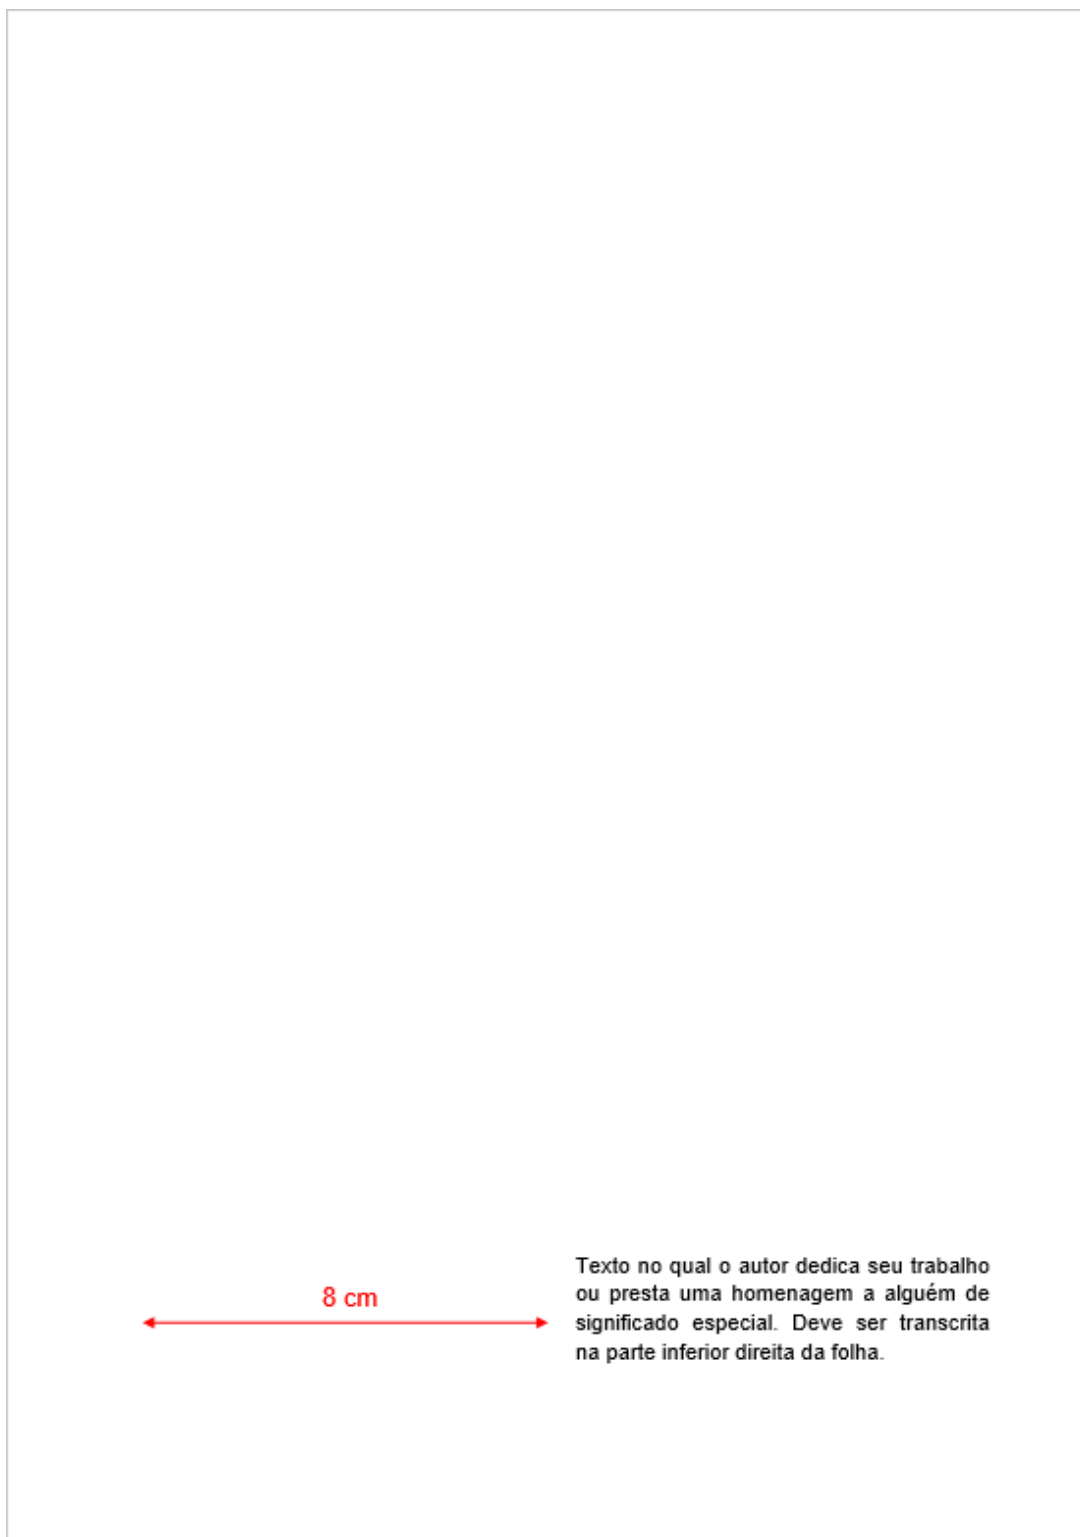 8 cm
Texto no qual o autor dedica seu trabalho
ou presta uma homenagem a alguém de
significado especial. Deve ser transcrita
na parte inferior direita da folha.